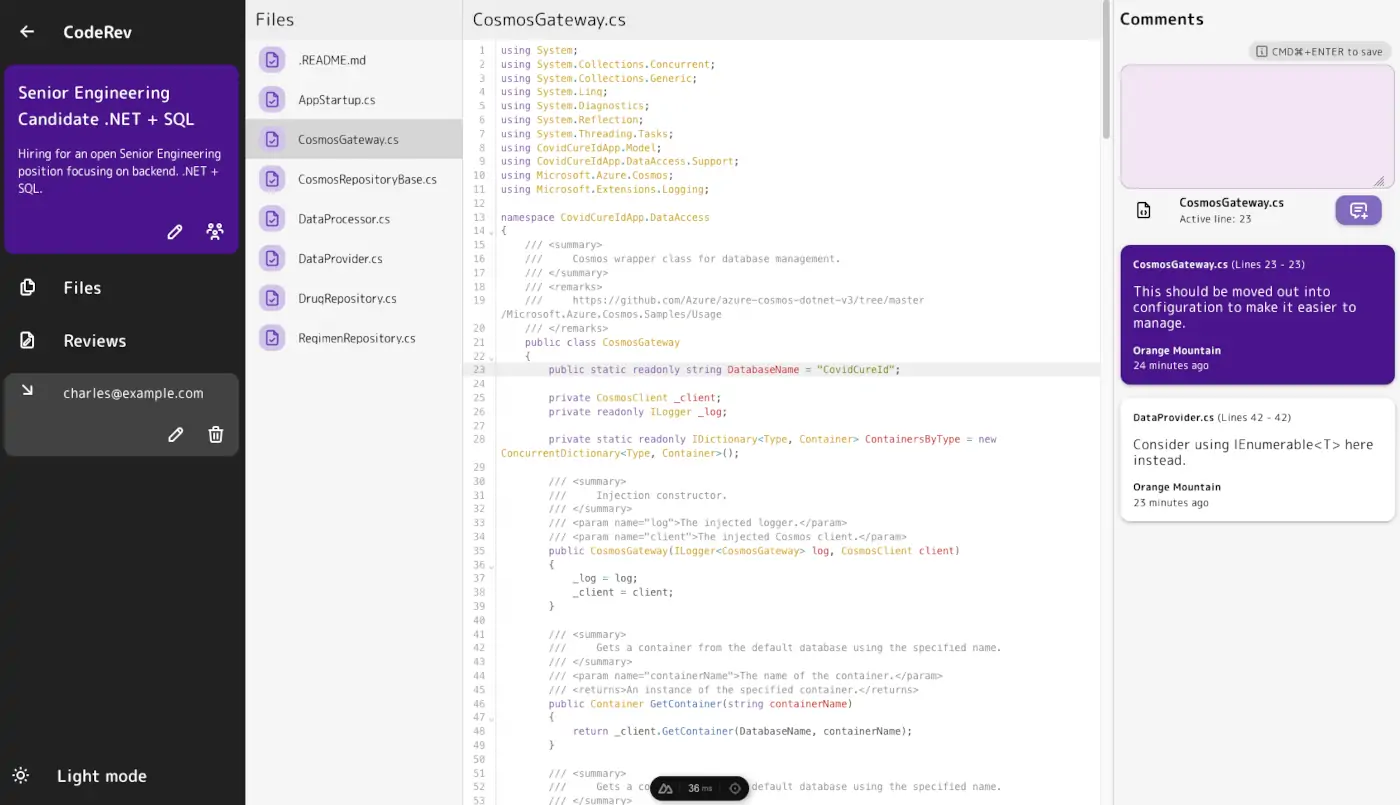 CodeRev
Senior Engineering
Candidate .NET + SQL
Hiring for an open Senior Engineering
position focusing on backend. .NET +
SQL.
Files
Reviews
charles@example.com
Light mode
Files
.README.md
AppStartup.cs
CosmosGateway.cs
CosmosRepositoryBase.cs
DataProcessor.cs
DataProvider.cs
DrugRepository.cs
RegimenRepository.cs
CosmosGateway.cs
1 using System;
2 using System.Collections.Concurrent;
3 using System.Collections.Generic;
4 using System.Linq;
5 using System.Diagnostics;
6 using System.Reflection;
7 using System.Threading.Tasks;
8 using CovidCureIdApp.Model;
9 using CovidCureIdApp.DataAccess.Support;
10 using Microsoft.Azure.Cosmos;
11 using Microsoft.Extensions.Logging;
12
13 namespace CovidCureIdApp.DataAccess
14 {
15 /// <summary>
16 /// Cosmos wrapper class for database management.
17 /// </summary>
18 /// <remarks>
19 /// https://github.com/Azure/azure-cosmos-dotnet-v3/tree/master
/Microsoft.Azure.Cosmos.Samples/Usage
20 /// </remarks>
21 public class CosmosGateway
22 {
23 public static readonly string DatabaseName = "CovidCureId";
24
25 private CosmosClient _client;
26 private readonly ILogger _log;
27
28 private static readonly IDictionary<Type, Container> ContainersByType = new
ConcurrentDictionary<Type, Container>();
29
30 /// <summary>
31 /// Injection constructor.
32 /// </summary>
33 /// <param name="log">The injected logger.</param>
34 /// <param name="client">The injected Cosmos client.</param>
35 public CosmosGateway(ILogger<CosmosGateway> log, CosmosClient client)
36 {
37 _log = log;
38 _client = client;
39 }
40
41 /// <summary>
42 /// Gets a container from the default database using the specified name.
43 /// </summary>
44 /// <param name="containerName">The name of the container.</param>
45 /// <returns>An instance of the specified container.</returns>
46 public Container GetContainer(string containerName)
47 {
48 return _client.GetContainer(DatabaseName, containerName);
49 }
50
51 /// <summary>
52 /// Gets a co default database using the specified name.
53 /// </summary>
36 ms
Comments
CMD⌘+ENTER to save
CosmosGateway.cs
Active line: 23
CosmosGateway.cs (Lines 23 - 23)
This should be moved out into
configuration to make it easier to
manage.
Orange Mountain
24 minutes ago
DataProvider.cs (Lines 42 - 42)
Consider using IEnumerable<T> here
instead.
Orange Mountain
23 minutes ago